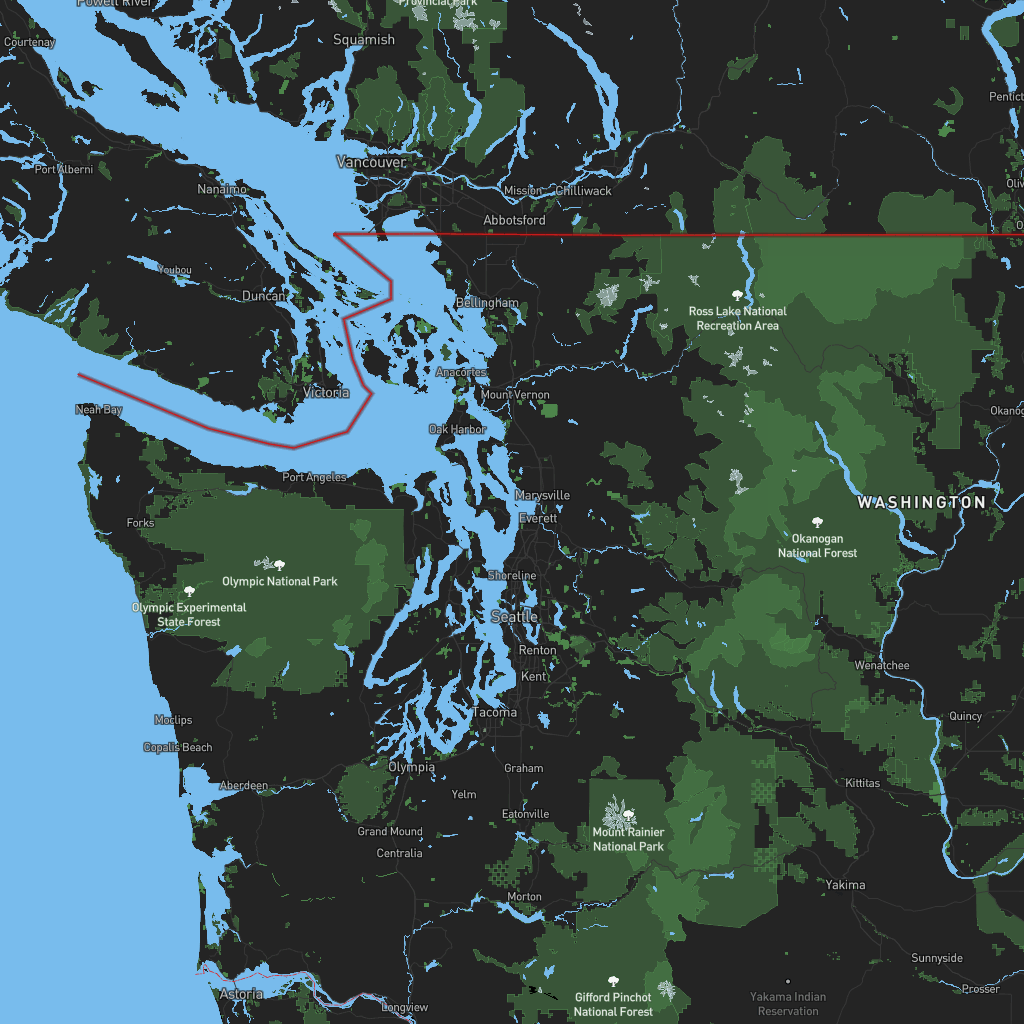 Powell River
Provincial Park
Courtenay
Squamish
Pentict
Port Alberni
Vancouver
Nanaimo
Mission
Chilliwack
Abbotsford
Youbou
Duncan
Bellingham
Ross Lake National
Recreation Area
Anacortes
Victoria
Mount Vernon
Neah Bay
Okanog
Oak Harbor
Port Angeles
Marysville
WASHINGTON
Everett
Forks
Okanogan
National Forest
Shoreline
Olympic National Park
Olympic Experimental
State Forest
Seattle
Renton
Wenatchee
Kent
Tacoma
Moclips
Quincy
Copalis Beach
Olympia
Graham
Aberdeen
Kittitas
Yelm
Eatonville
Grand Mound
Mount Rainier
National Park
Centralia
Yakima
Morton
Sunnyside
Astoria
Prosser
Gifford Pinchot
National Forest
Yakama Indian
Reservation
Longview